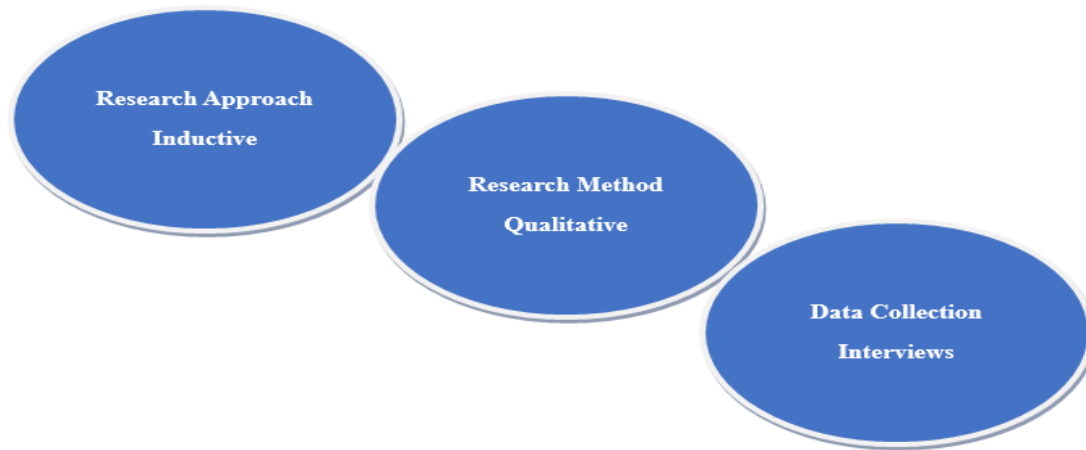 Research Approach
Inductive
Research Method
Qualitative
Data Collection
Interviews